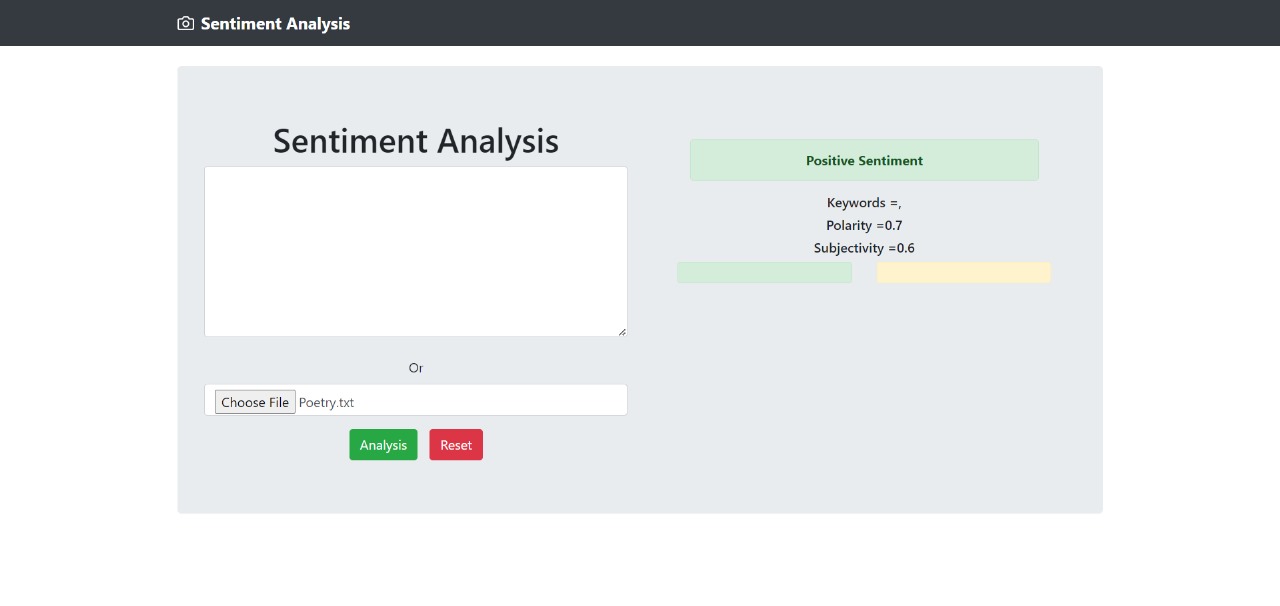 Sentiment Analysis
Sentiment Analysis
Or
Choose File Poetry.txt
Analysis Reset
Positive Sentiment
Keywords =,
Polarity =0.7
Subjectivity =0.6